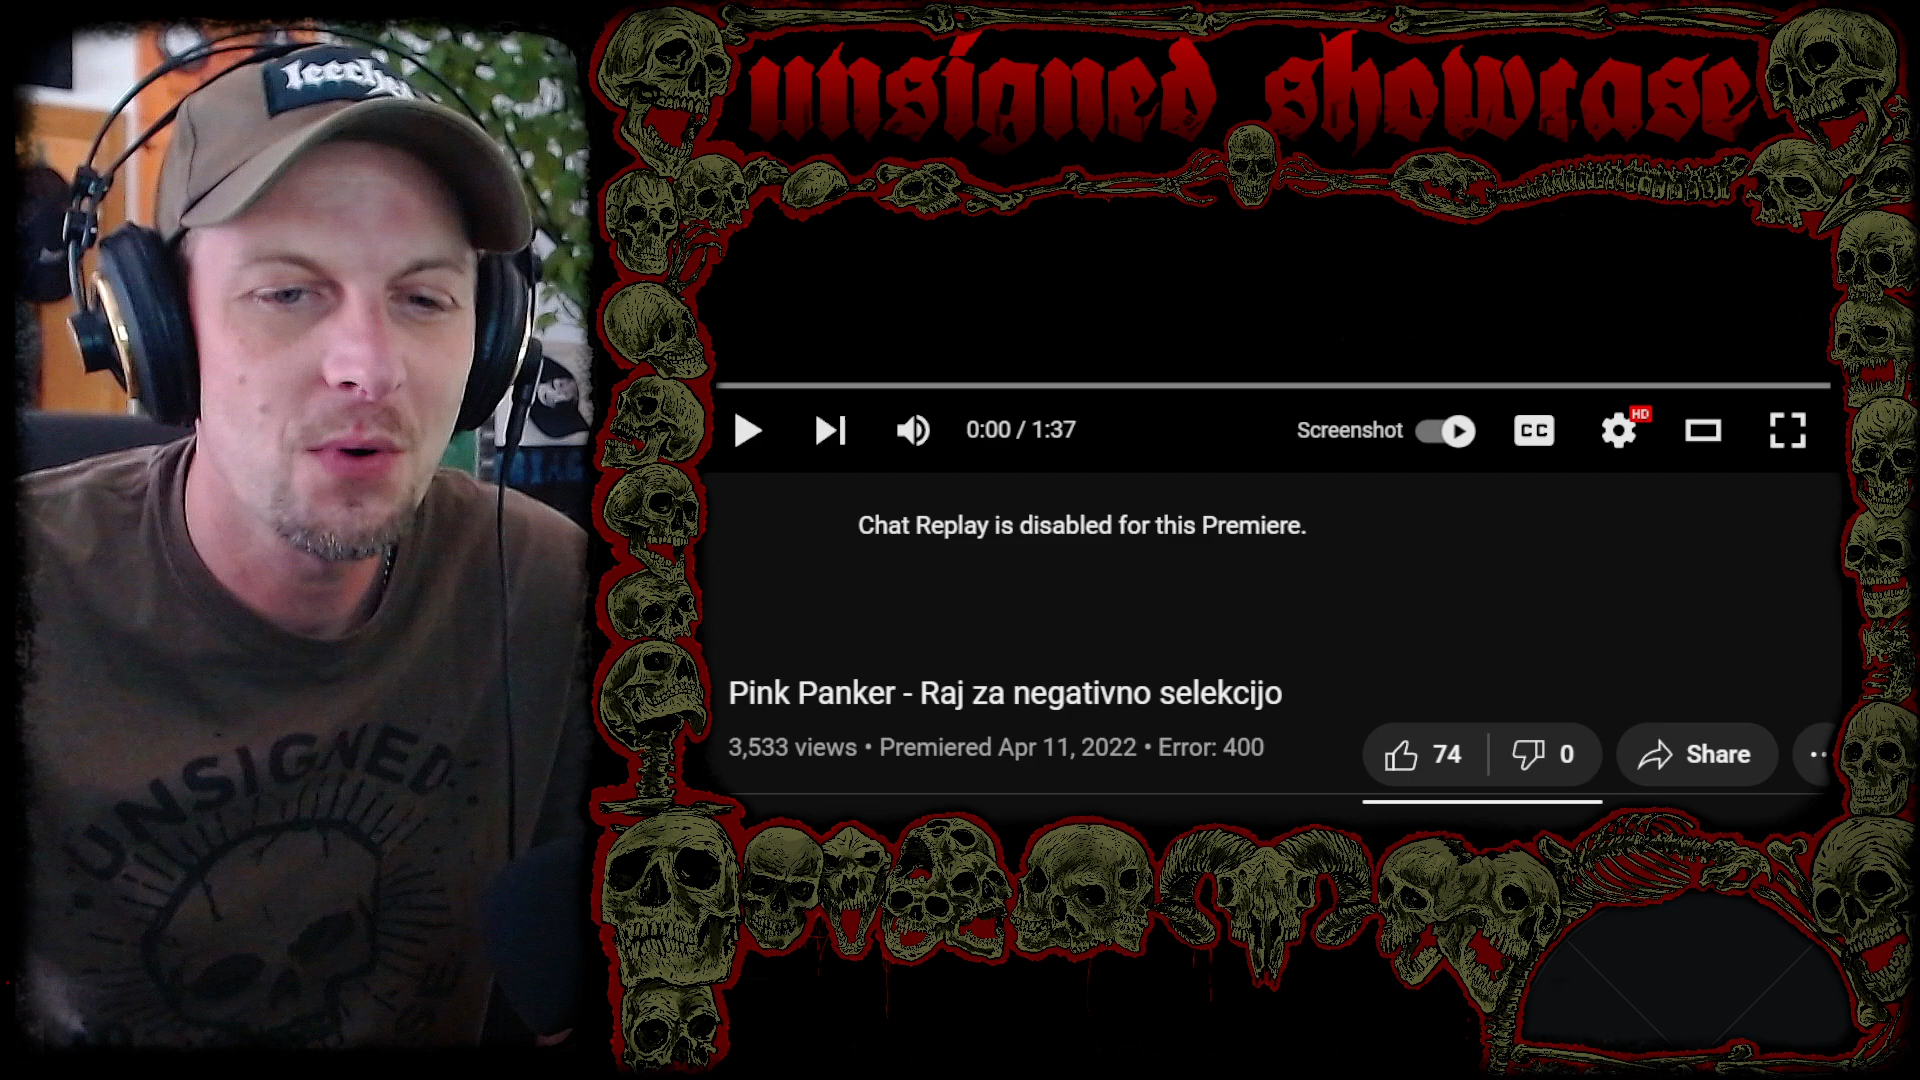 unsigned showcase
0:00 / 1:37
Screenshot
CC
HD
Chat Replay is disabled for this Premiere.
Pink Panker - Raj za negativno selekcijo
3,533 views • Premiered Apr 11, 2022 • Error: 400
74
0
Share
UNSIGNED